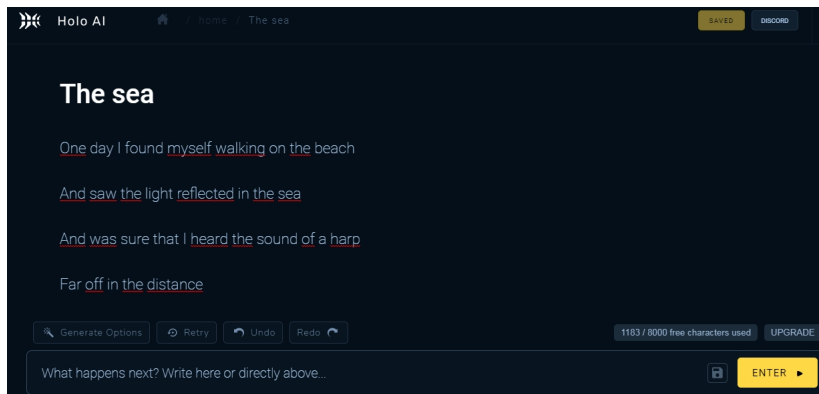 Holo AI / home / The sea SAVED DISCORD
The sea
One day I found myself walking on the beach
And saw the light reflected in the sea
And was sure that I heard the sound of a harp
Far off in the distance
Generate Options Retry Undo Redo 1183 / 8000 free characters used UPGRADE
What happens next? Write here or directly above... ENTER